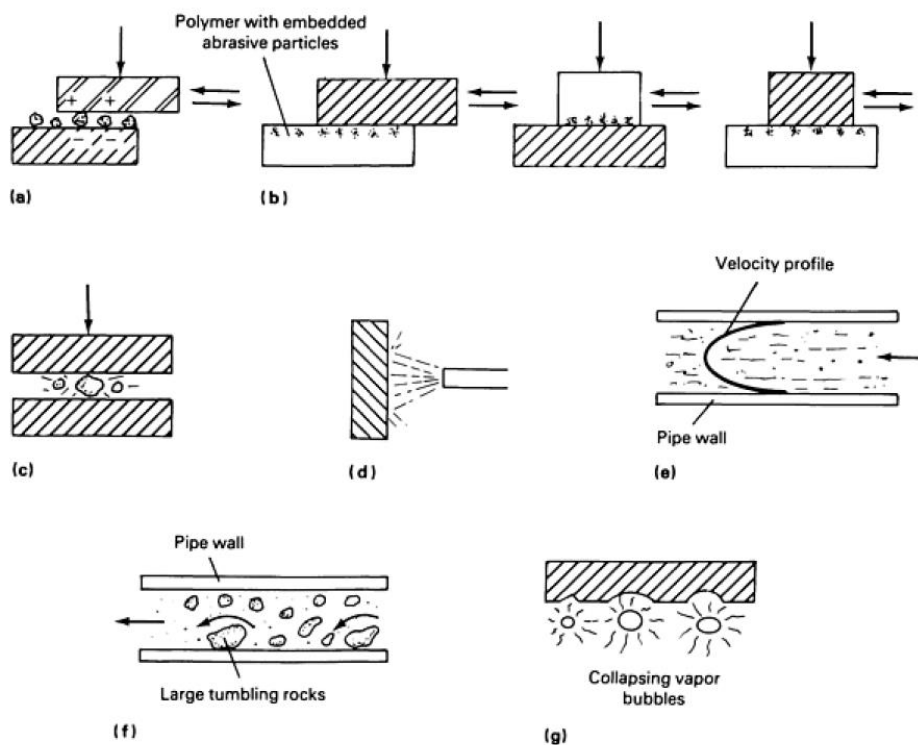 Polymer with embedded
abrasive particles
+ +
- -
(a)
(b)
Velocity profile
Pipe wall
(c)
(d)
(e)
Pipe wall
Large tumbling rocks
(f)
Collapsing vapor
bubbles
(g)